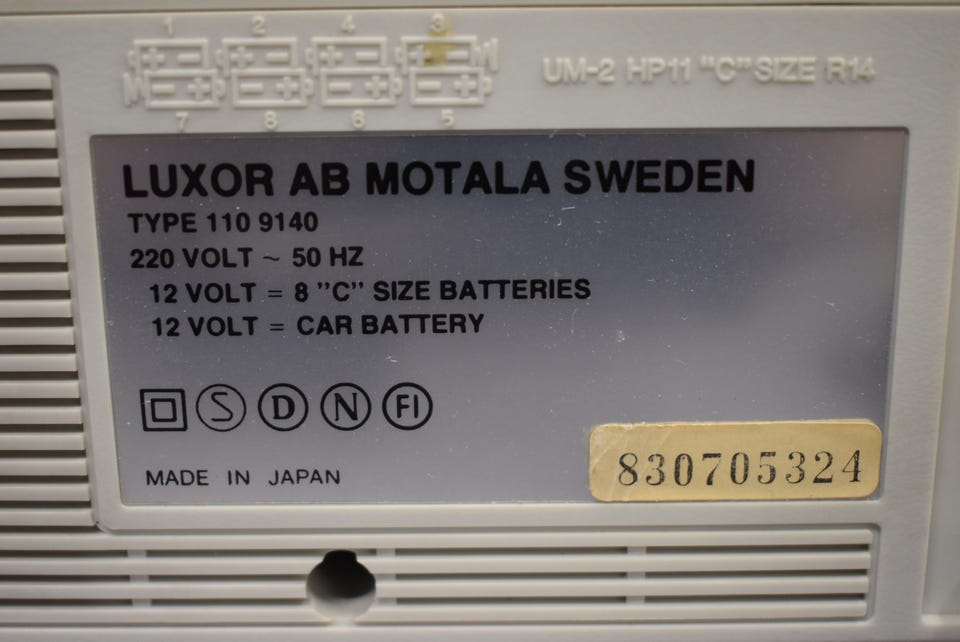 1 2 4 3
UM-2 HP11 "C" SIZE R14
7 8 6 5
LUXOR AB MOTALA SWEDEN
TYPE 110 9140
220 VOLT ~ 50 HZ
12 VOLT = 8 "C" SIZE BATTERIES
12 VOLT = CAR BATTERY
S D N FI
MADE IN JAPAN
830705324